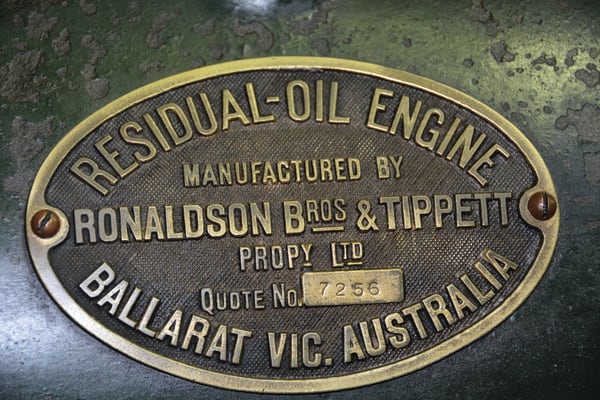 RESIDUAL-OIL ENGINE
MANUFACTURED BY
RONALDSON BROS & TIPPETT
PROPY LTD
QUOTE NO. 7256
BALLARAT VIC. AUSTRALIA